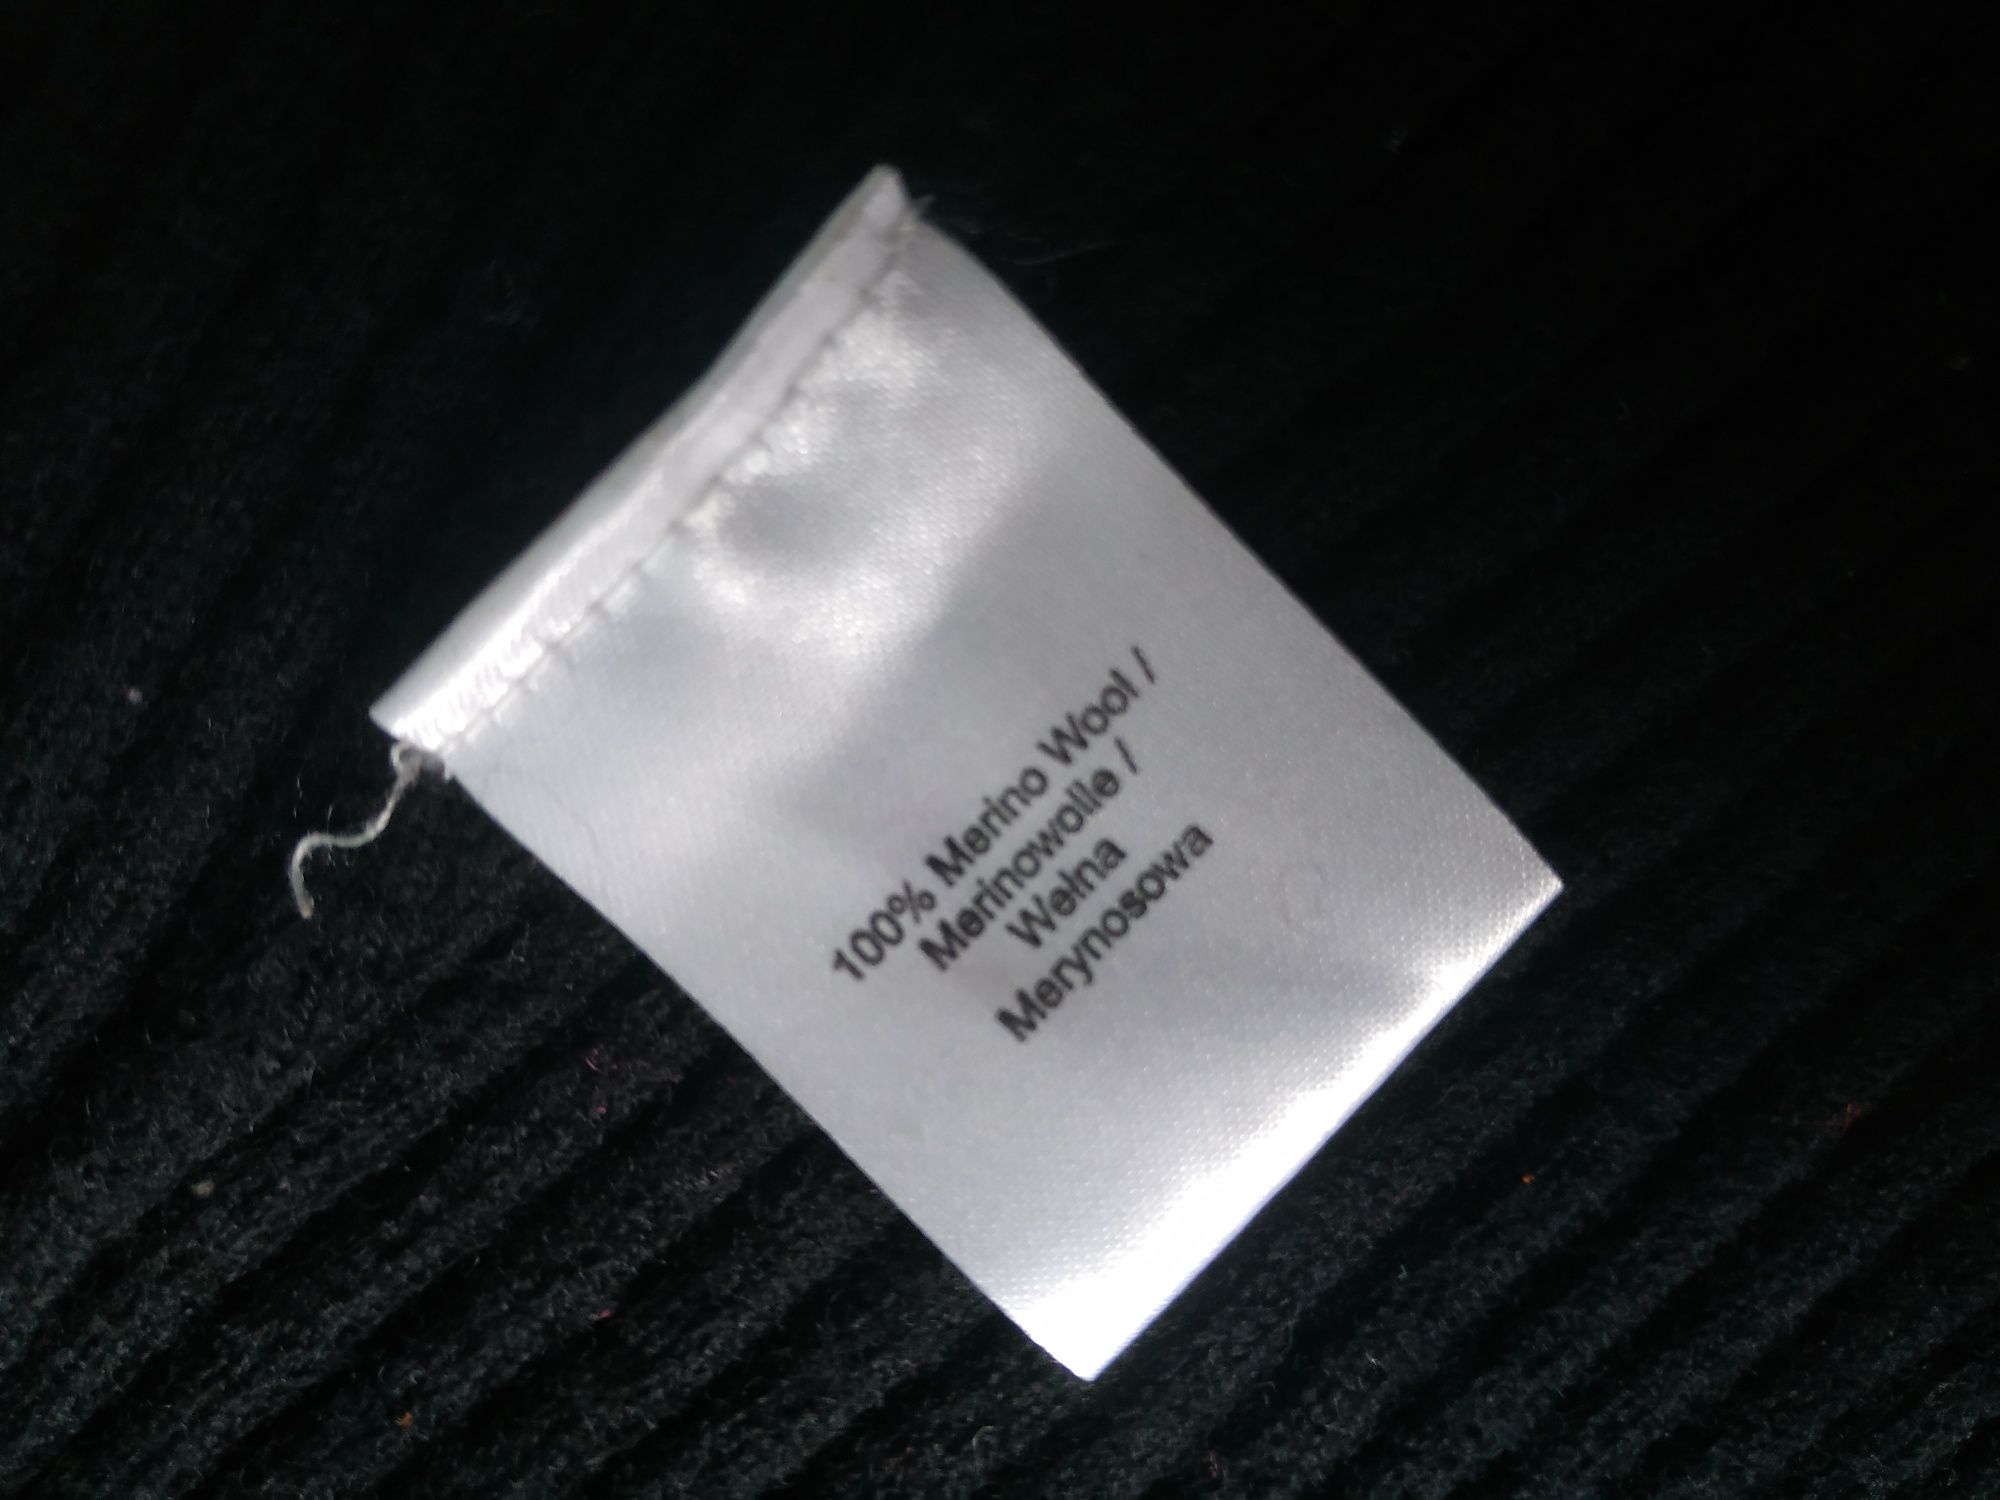 100% Merino Wool /
Merinowolle /
Wełna
Merynosowa